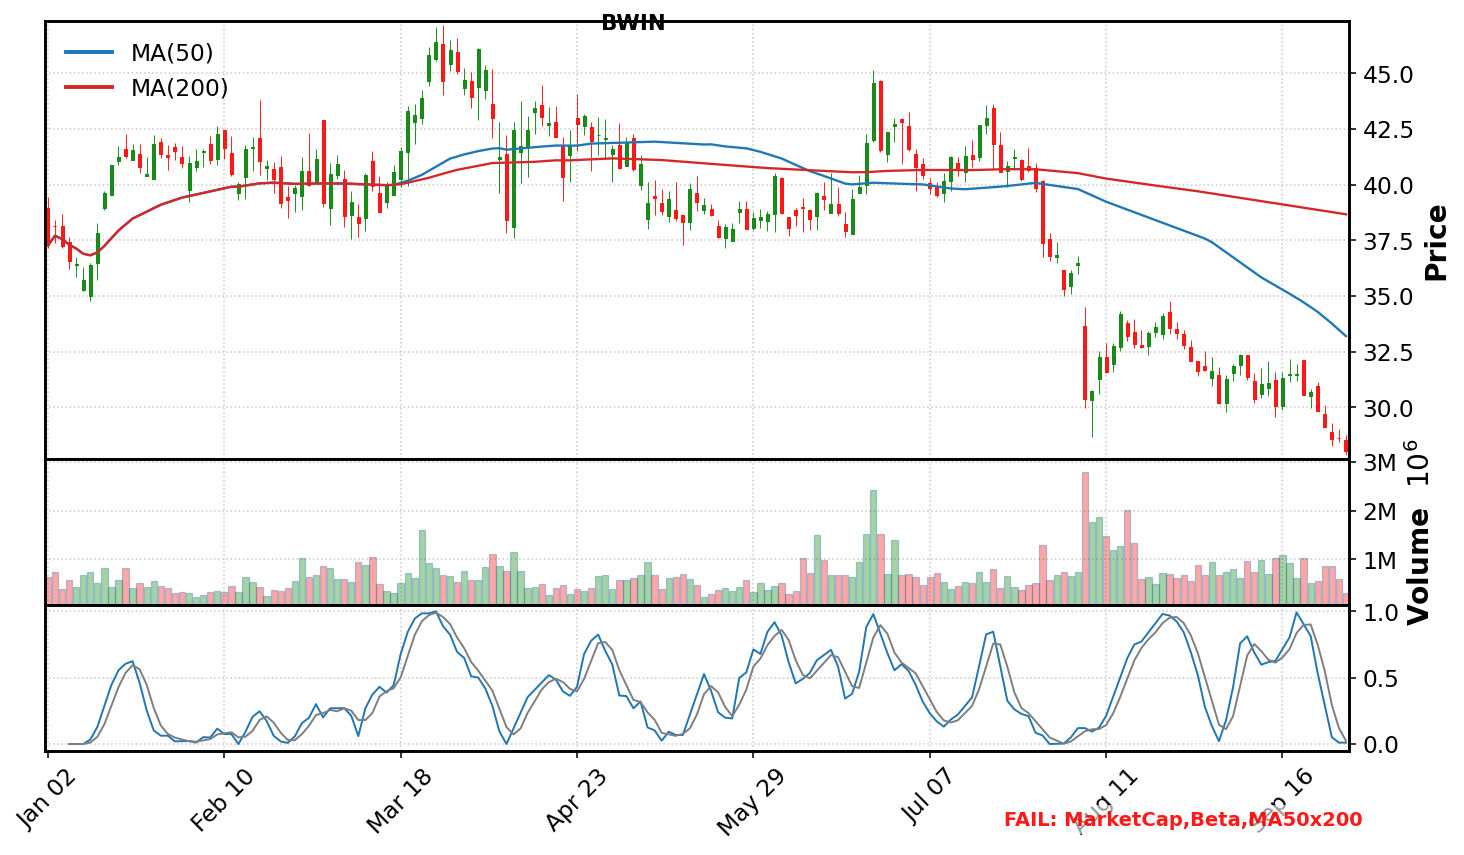 BWIN
MA(50)
MA(200)
45.0
42.5
40.0
37.5
35.0
32.5
30.0
Price
3M
2M
1M
Volume 10^6
1.0
0.5
0.0
Jan 02
Feb 10
Mar 18
Apr 23
May 29
Jul 07
Aug 11
Sep 16
FAIL: MarketCap,Beta,MA50x200